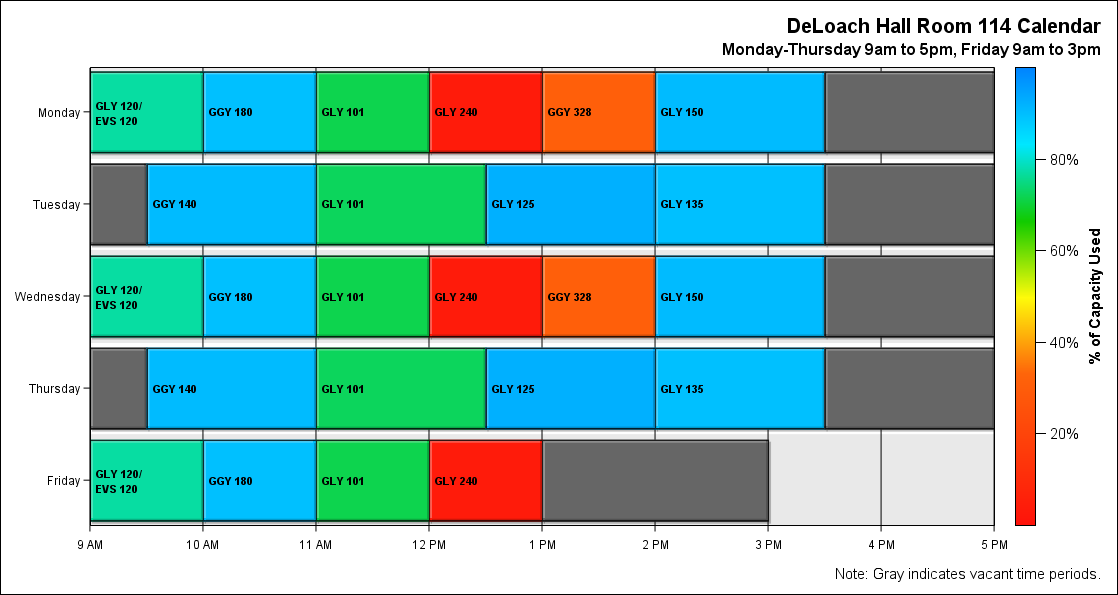 DeLoach Hall Room 114 Calendar
Monday-Thursday 9am to 5pm, Friday 9am to 3pm
Monday
GLY 120/
EVS 120
GGY 180
GLY 101
GLY 240
GGY 328
GLY 150
Tuesday
GGY 140
GLY 101
GLY 125
GLY 135
Wednesday
GLY 120/
EVS 120
GGY 180
GLY 101
GLY 240
GGY 328
GLY 150
Thursday
GGY 140
GLY 101
GLY 125
GLY 135
Friday
GLY 120/
EVS 120
GGY 180
GLY 101
GLY 240
9 AM
10 AM
11 AM
12 PM
1 PM
2 PM
3 PM
4 PM
5 PM
80%
60%
40%
20%
% of Capacity Used
Note: Gray indicates vacant time periods.